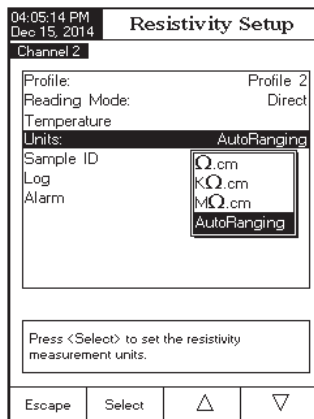 04:05:14 PM
Dec 15, 2014
Resistivity Setup
Channel 2
Profile: Profile 2
Reading Mode: Direct
Temperature
Units: AutoRanging
Sample ID
Log
Alarm
Ω.cm
KΩ.cm
MΩ.cm
AutoRanging
Press <Select> to set the resistivity
measurement units.
Escape Select △ ▽